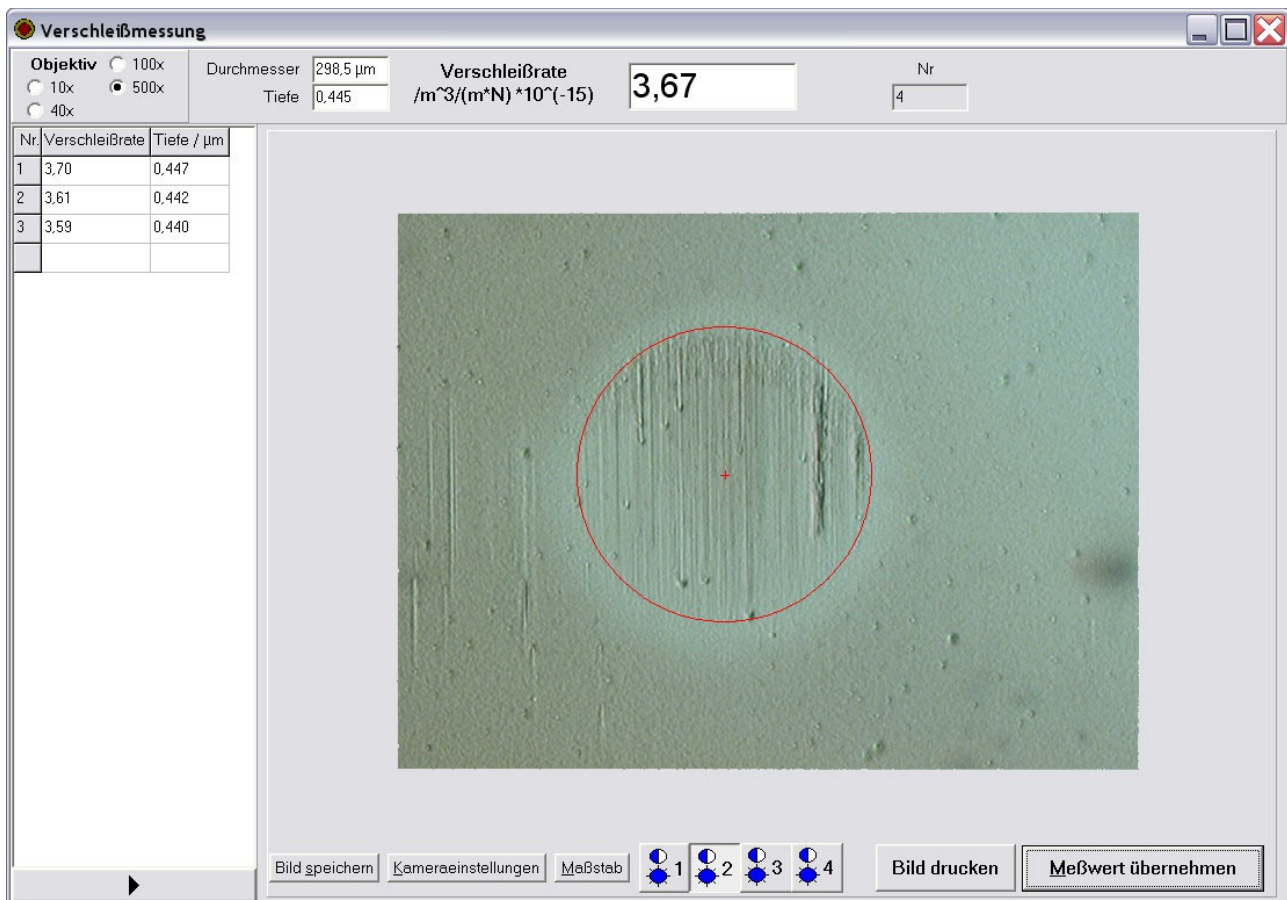 Verschleißmessung
Objektiv
100x
10x
500x
40x
Durchmesser
298,5 µm
Tiefe
0,445
Verschleißrate
/m^3/(m*N) *10^(-15)
3,67
Nr
4
Nr. Verschleißrate Tiefe / µm
1 3,70 0,447
2 3,61 0,442
3 3,59 0,440
Bild speichern
Kameraeinstellungen
Maßstab
1
2
3
4
Bild drucken
Meßwert übernehmen